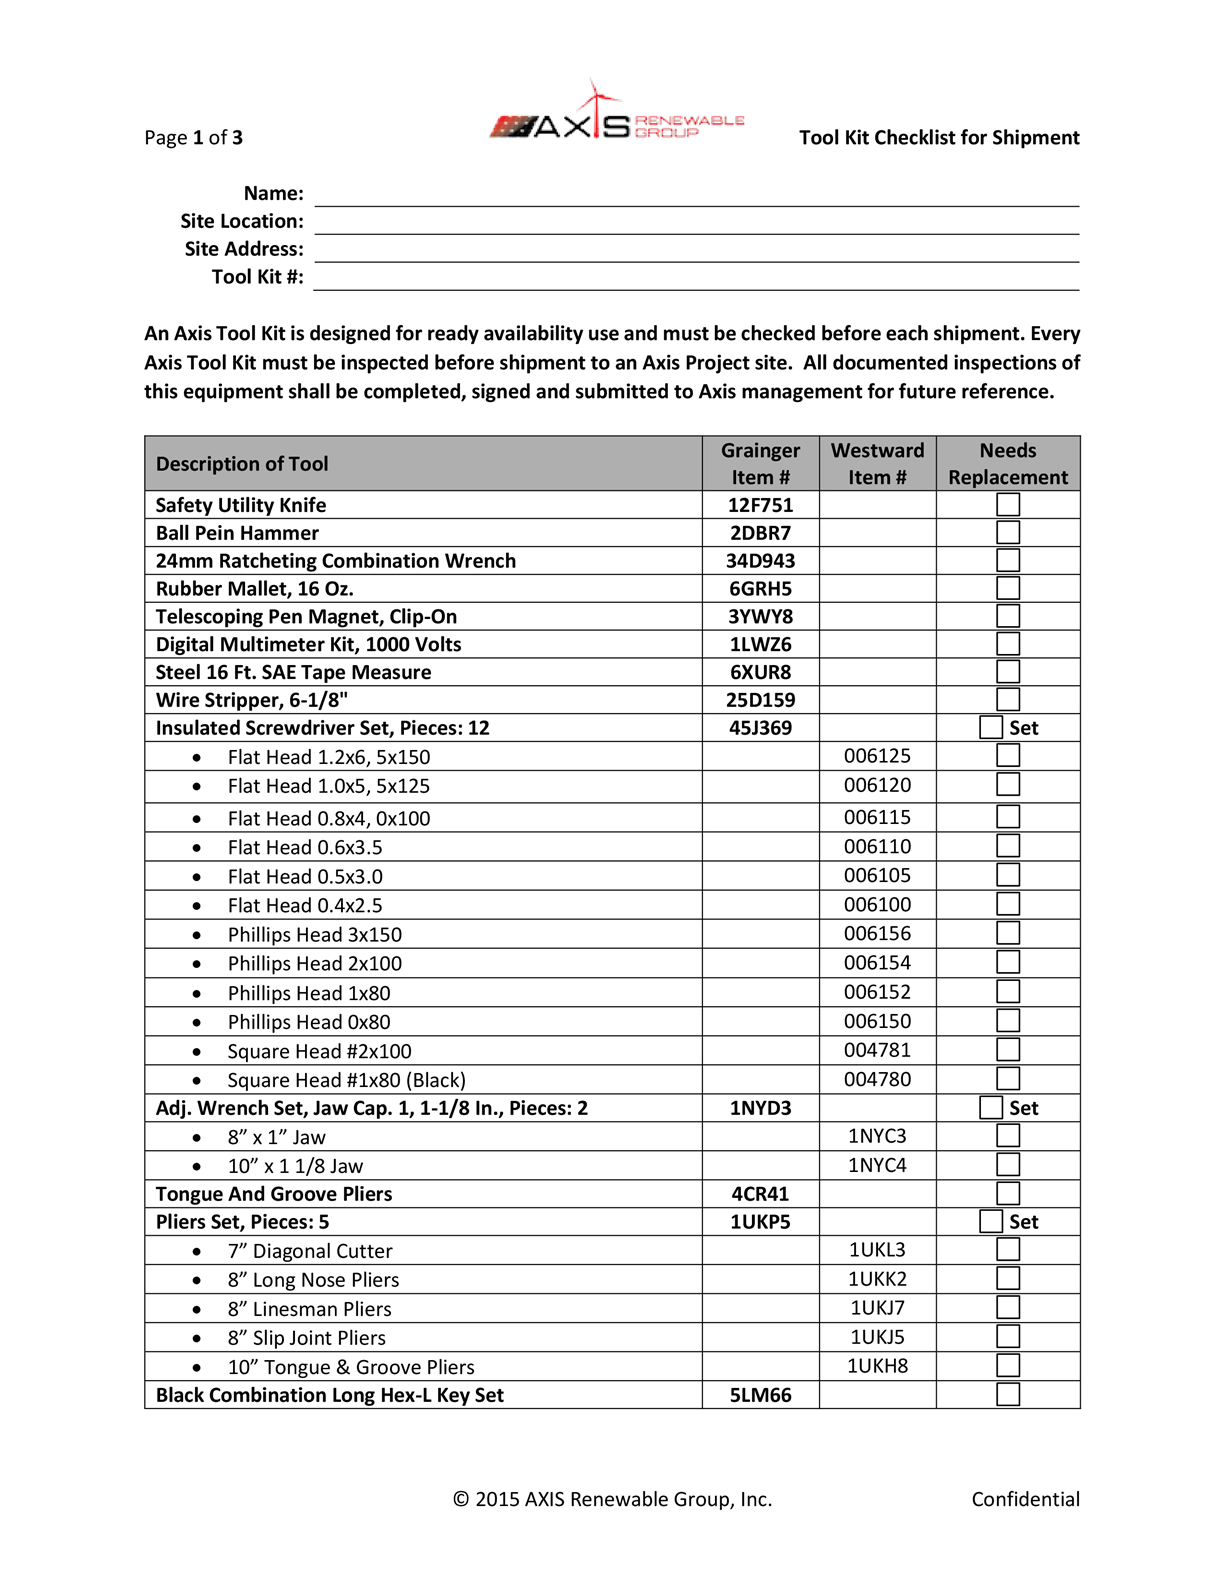 Page 1 of 3
AXIS RENEWABLE GROUP
Tool Kit Checklist for Shipment
Name:
Site Location:
Site Address:
Tool Kit #:
An Axis Tool Kit is designed for ready availability use and must be checked before each shipment. Every
Axis Tool Kit must be inspected before shipment to an Axis Project site. All documented inspections of
this equipment shall be completed, signed and submitted to Axis management for future reference.
Description of Tool Grainger Item # Westward Item # Needs Replacement
Safety Utility Knife 12F751
Ball Pein Hammer 2DBR7
24mm Ratcheting Combination Wrench 34D943
Rubber Mallet, 16 Oz. 6GRH5
Telescoping Pen Magnet, Clip-On 3YWY8
Digital Multimeter Kit, 1000 Volts 1LWZ6
Steel 16 Ft. SAE Tape Measure 6XUR8
Wire Stripper, 6-1/8" 25D159
Insulated Screwdriver Set, Pieces: 12 45J369 Set
• Flat Head 1.2x6, 5x150 006125
• Flat Head 1.0x5, 5x125 006120
• Flat Head 0.8x4, 0x100 006115
• Flat Head 0.6x3.5 006110
• Flat Head 0.5x3.0 006105
• Flat Head 0.4x2.5 006100
• Phillips Head 3x150 006156
• Phillips Head 2x100 006154
• Phillips Head 1x80 006152
• Phillips Head 0x80 006150
• Square Head #2x100 004781
• Square Head #1x80 (Black) 004780
Adj. Wrench Set, Jaw Cap. 1, 1-1/8 In., Pieces: 2 1NYD3 Set
• 8” x 1” Jaw 1NYC3
• 10” x 1 1/8 Jaw 1NYC4
Tongue And Groove Pliers 4CR41
Pliers Set, Pieces: 5 1UKP5 Set
• 7” Diagonal Cutter 1UKL3
• 8” Long Nose Pliers 1UKK2
• 8” Linesman Pliers 1UKJ7
• 8” Slip Joint Pliers 1UKJ5
• 10” Tongue & Groove Pliers 1UKH8
Black Combination Long Hex-L Key Set 5LM66
© 2015 AXIS Renewable Group, Inc.
Confidential